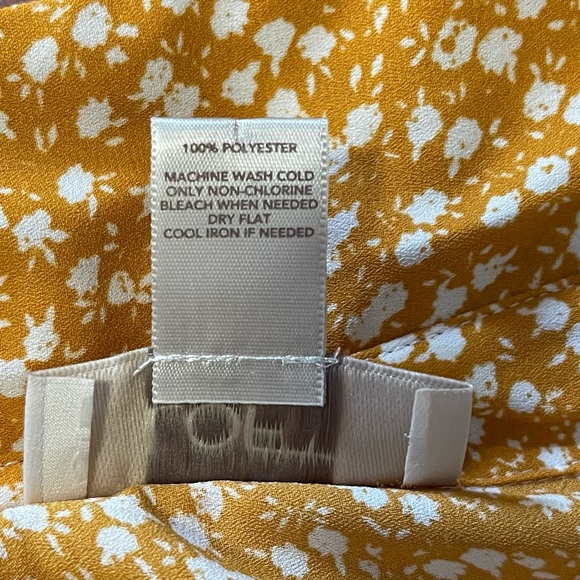 100% POLYESTER
MACHINE WASH COLD
ONLY NON-CHLORINE
BLEACH WHEN NEEDED
DRY FLAT
COOL IRON IF NEEDED